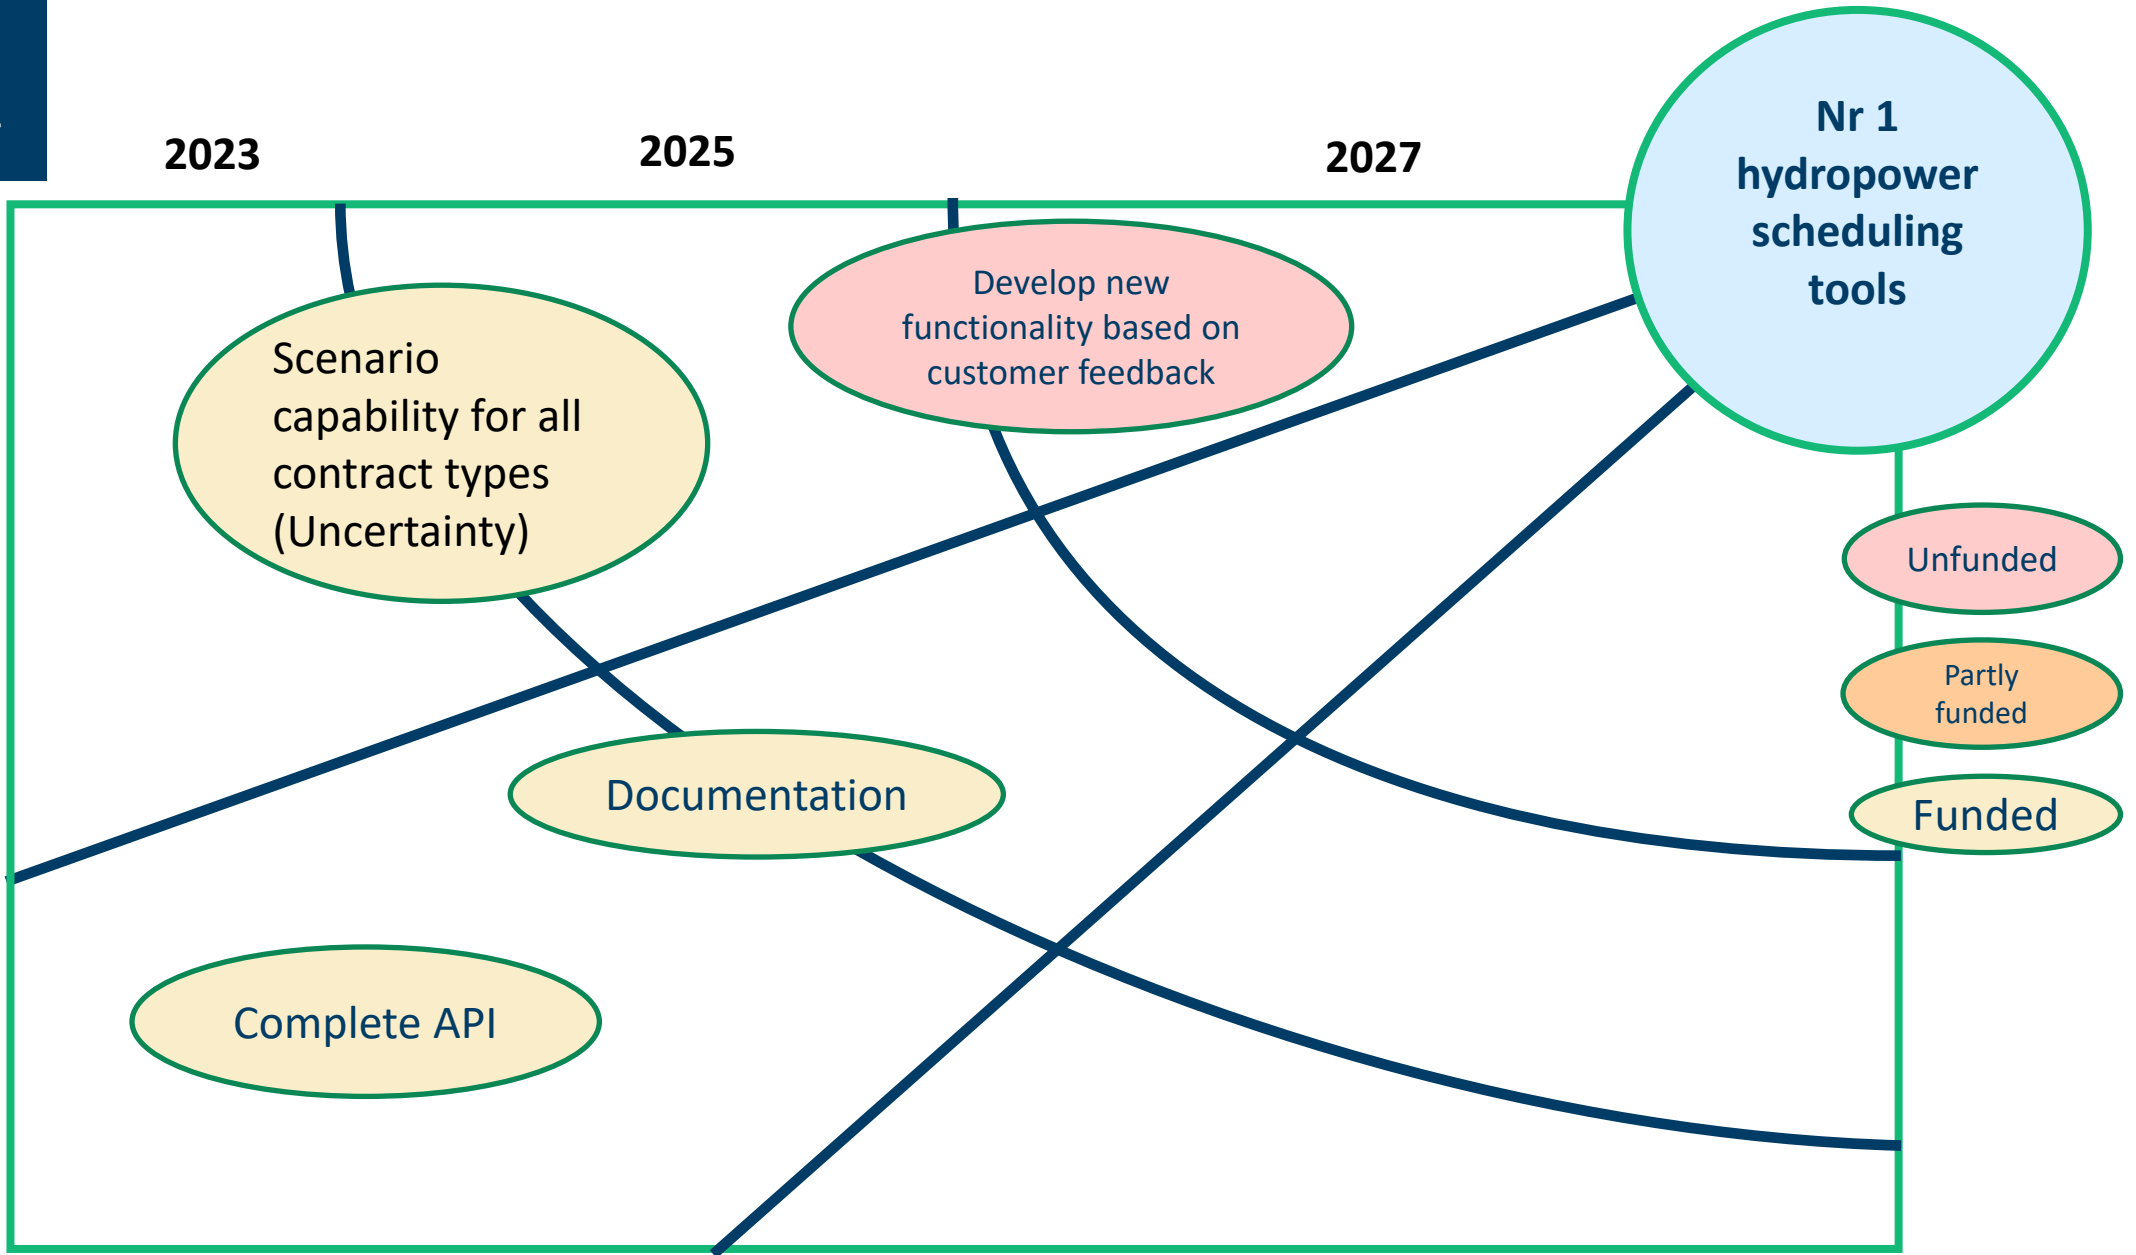 2023
2025
2027
Nr 1
hydropower
scheduling
tools
Develop new
functionality based on
customer feedback
Scenario
capability for all
contract types
(Uncertainty)
Unfunded
Partly
funded
Documentation
Funded
Complete API